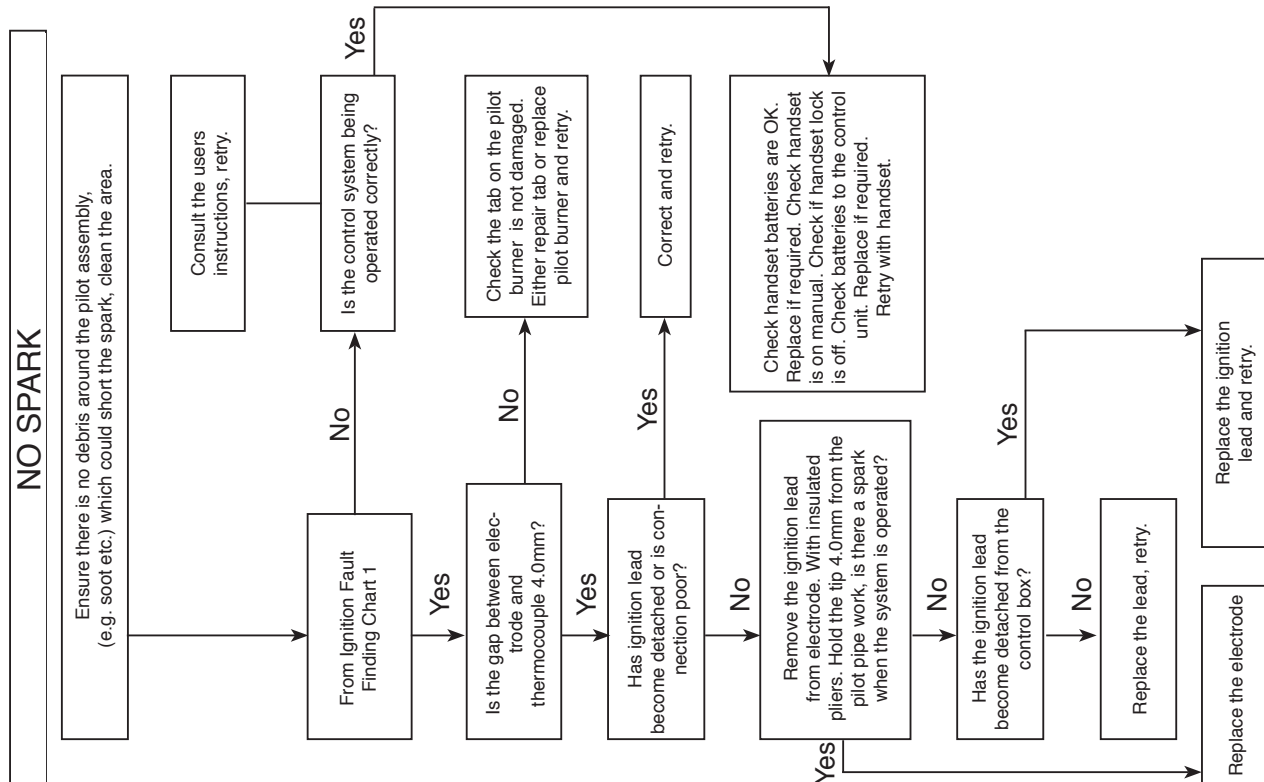 NO SPARK
Ensure there is no debris around the pilot assembly,
(e.g. soot etc.) which could short the spark, clean the area.
Consult the users
instructions, retry.
From Ignition Fault
Finding Chart 1
No
Is the control system being
operated correctly?
Yes
Yes
Is the gap between elec-
trode and
thermocouple 4.0mm?
No
Check the tab on the pilot
burner is not damaged.
Either repair tab or replace
pilot burner and retry.
Yes
Has ignition lead
become detached or is con-
nection poor?
Yes
Correct and retry.
No
Remove the ignition lead
from electrode. With insulated
pliers. Hold the tip 4.0mm from the
pilot pipe work, is there a spark
when the system is operated?
Check handset batteries are OK.
Replace if required. Check handset
is on manual. Check if handset lock
is off. Check batteries to the control
unit. Replace if required.
Retry with handset.
Yes
No
Has the ignition lead
become detached from the
control box?
Yes
No
Replace the lead, retry.
Replace the electrode
Replace the ignition
lead and retry.